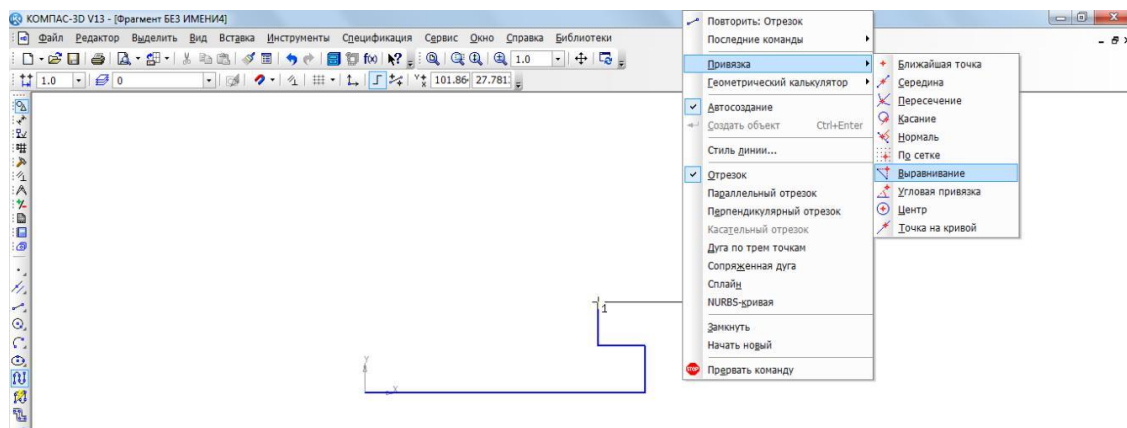 КОМПАС-3D V13 - [Фрагмент БЕЗ ИМЕНИ4]
Файл Редактор Выделить Вид Вставка Инструменты Спецификация Сервис Окно Справка Библиотеки
1.0
1.0 0 101.86 27.781
Повторить: Отрезок
Последние команды
Привязка
Геометрический калькулятор
Автосоздание
Создать объект Ctrl+Enter
Стиль линии...
Отрезок
Параллельный отрезок
Перпендикулярный отрезок
Касательный отрезок
Дуга по трем точкам
Сопряженная дуга
Сплайн
NURBS-кривая
Замкнуть
Начать новый
STOP Прервать команду
Ближайшая точка
Середина
Пересечение
Касание
Нормаль
По сетке
Выравнивание
Угловая привязка
Центр
Точка на кривой
1
Y
X